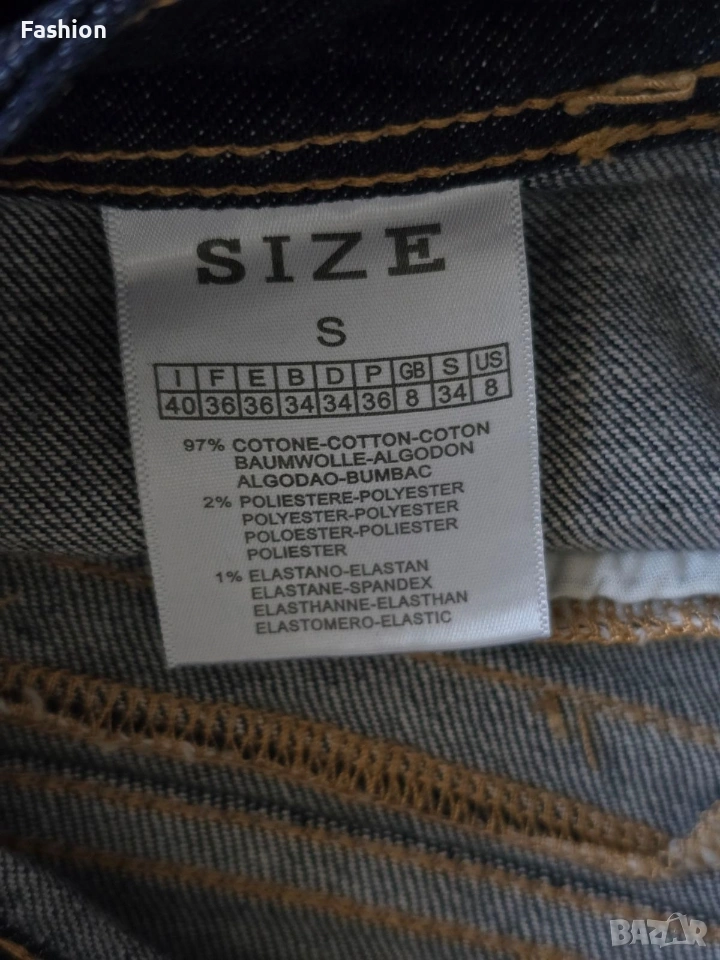 Fashion
SIZE
S
I F E B D P GB S US
40 36 36 34 34 36 8 34 8
97% COTONE-COTTON-COTON
BAUMWOLLE-ALGODON
ALGODAO-BUMBAC
2% POLIESTERE-POLYESTER
POLYESTER-POLYESTER
POLOESTER-POLIESTER
POLIESTER
1% ELASTANO-ELASTAN
ELASTANE-SPANDEX
ELASTHANNE-ELASTHAN
ELASTOMERO-ELASTIC
BAZAR